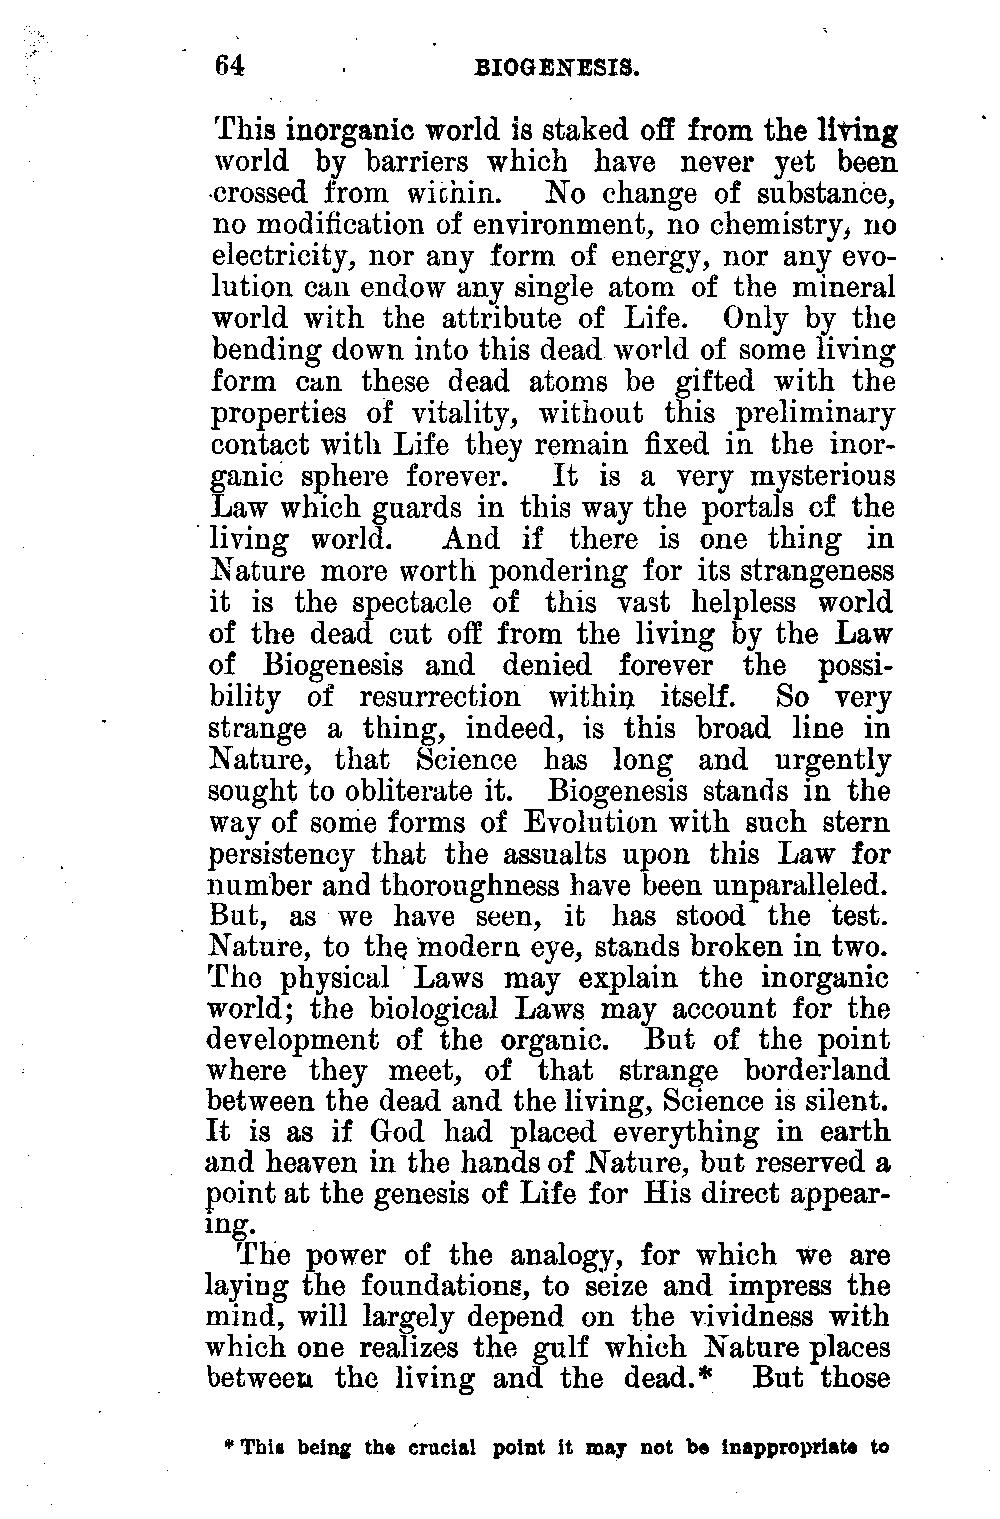 64 BIOGENESIS.
This inorganic world is staked off from the living
world by barriers which have never yet been
crossed from within. No change of substance,
no modification of environment, no chemistry, no
electricity, nor any form of energy, nor any evo-
lution can endow any single atom of the mineral
world with the attribute of Life. Only by the
bending down into this dead world of some living
form can these dead atoms be gifted with the
properties of vitality, without this preliminary
contact with Life they remain fixed in the inor-
ganic sphere forever. It is a very mysterious
Law which guards in this way the portals of the
living world. And if there is one thing in
Nature more worth pondering for its strangeness
it is the spectacle of this vast helpless world
of the dead cut off from the living by the Law
of Biogenesis and denied forever the possi-
bility of resurrection within itself. So very
strange a thing, indeed, is this broad line in
Nature, that Science has long and urgently
sought to obliterate it. Biogenesis stands in the
way of some forms of Evolution with such stern
persistency that the assualts upon this Law for
number and thoroughness have been unparalleled.
But, as we have seen, it has stood the test.
Nature, to the modern eye, stands broken in two.
The physical Laws may explain the inorganic
world; the biological Laws may account for the
development of the organic. But of the point
where they meet, of that strange borderland
between the dead and the living, Science is silent.
It is as if God had placed everything in earth
and heaven in the hands of Nature, but reserved a
point at the genesis of Life for His direct appear-
ing.
The power of the analogy, for which we are
laying the foundations, to seize and impress the
mind, will largely depend on the vividness with
which one realizes the gulf which Nature places
between the living and the dead.* But those
* This being the crucial point it may not be inappropriate to